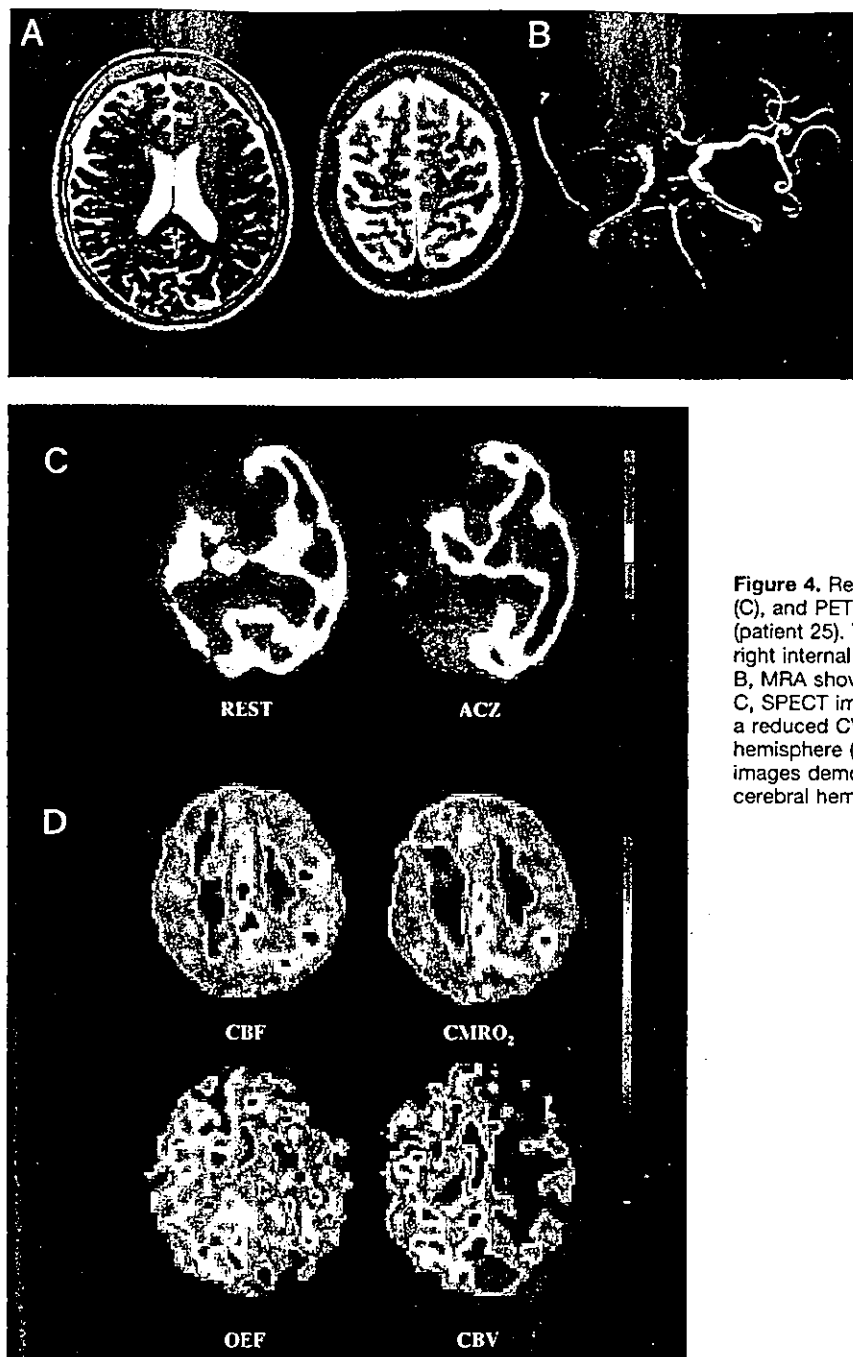 A
B
C
REST
ACZ
Figure 4. Re
(C), and PET
(patient 25).
right internal
B, MRA shov
C, SPECT im
a reduced C
hemisphere (
images demo
cerebral hem
D
CBF
CMRO₂
OEF
CBV